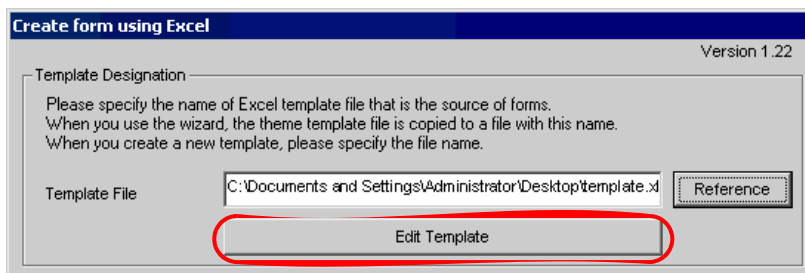 Create form using Excel
Version 1.22
Template Designation
Please specify the name of Excel template file that is the source of forms.
When you use the wizard, the theme template file is copied to a file with this name.
When you create a new template, please specify the file name.
Template File
C:\Documents and Settings\Administrator\Desktop\template.xl
Reference
Edit Template